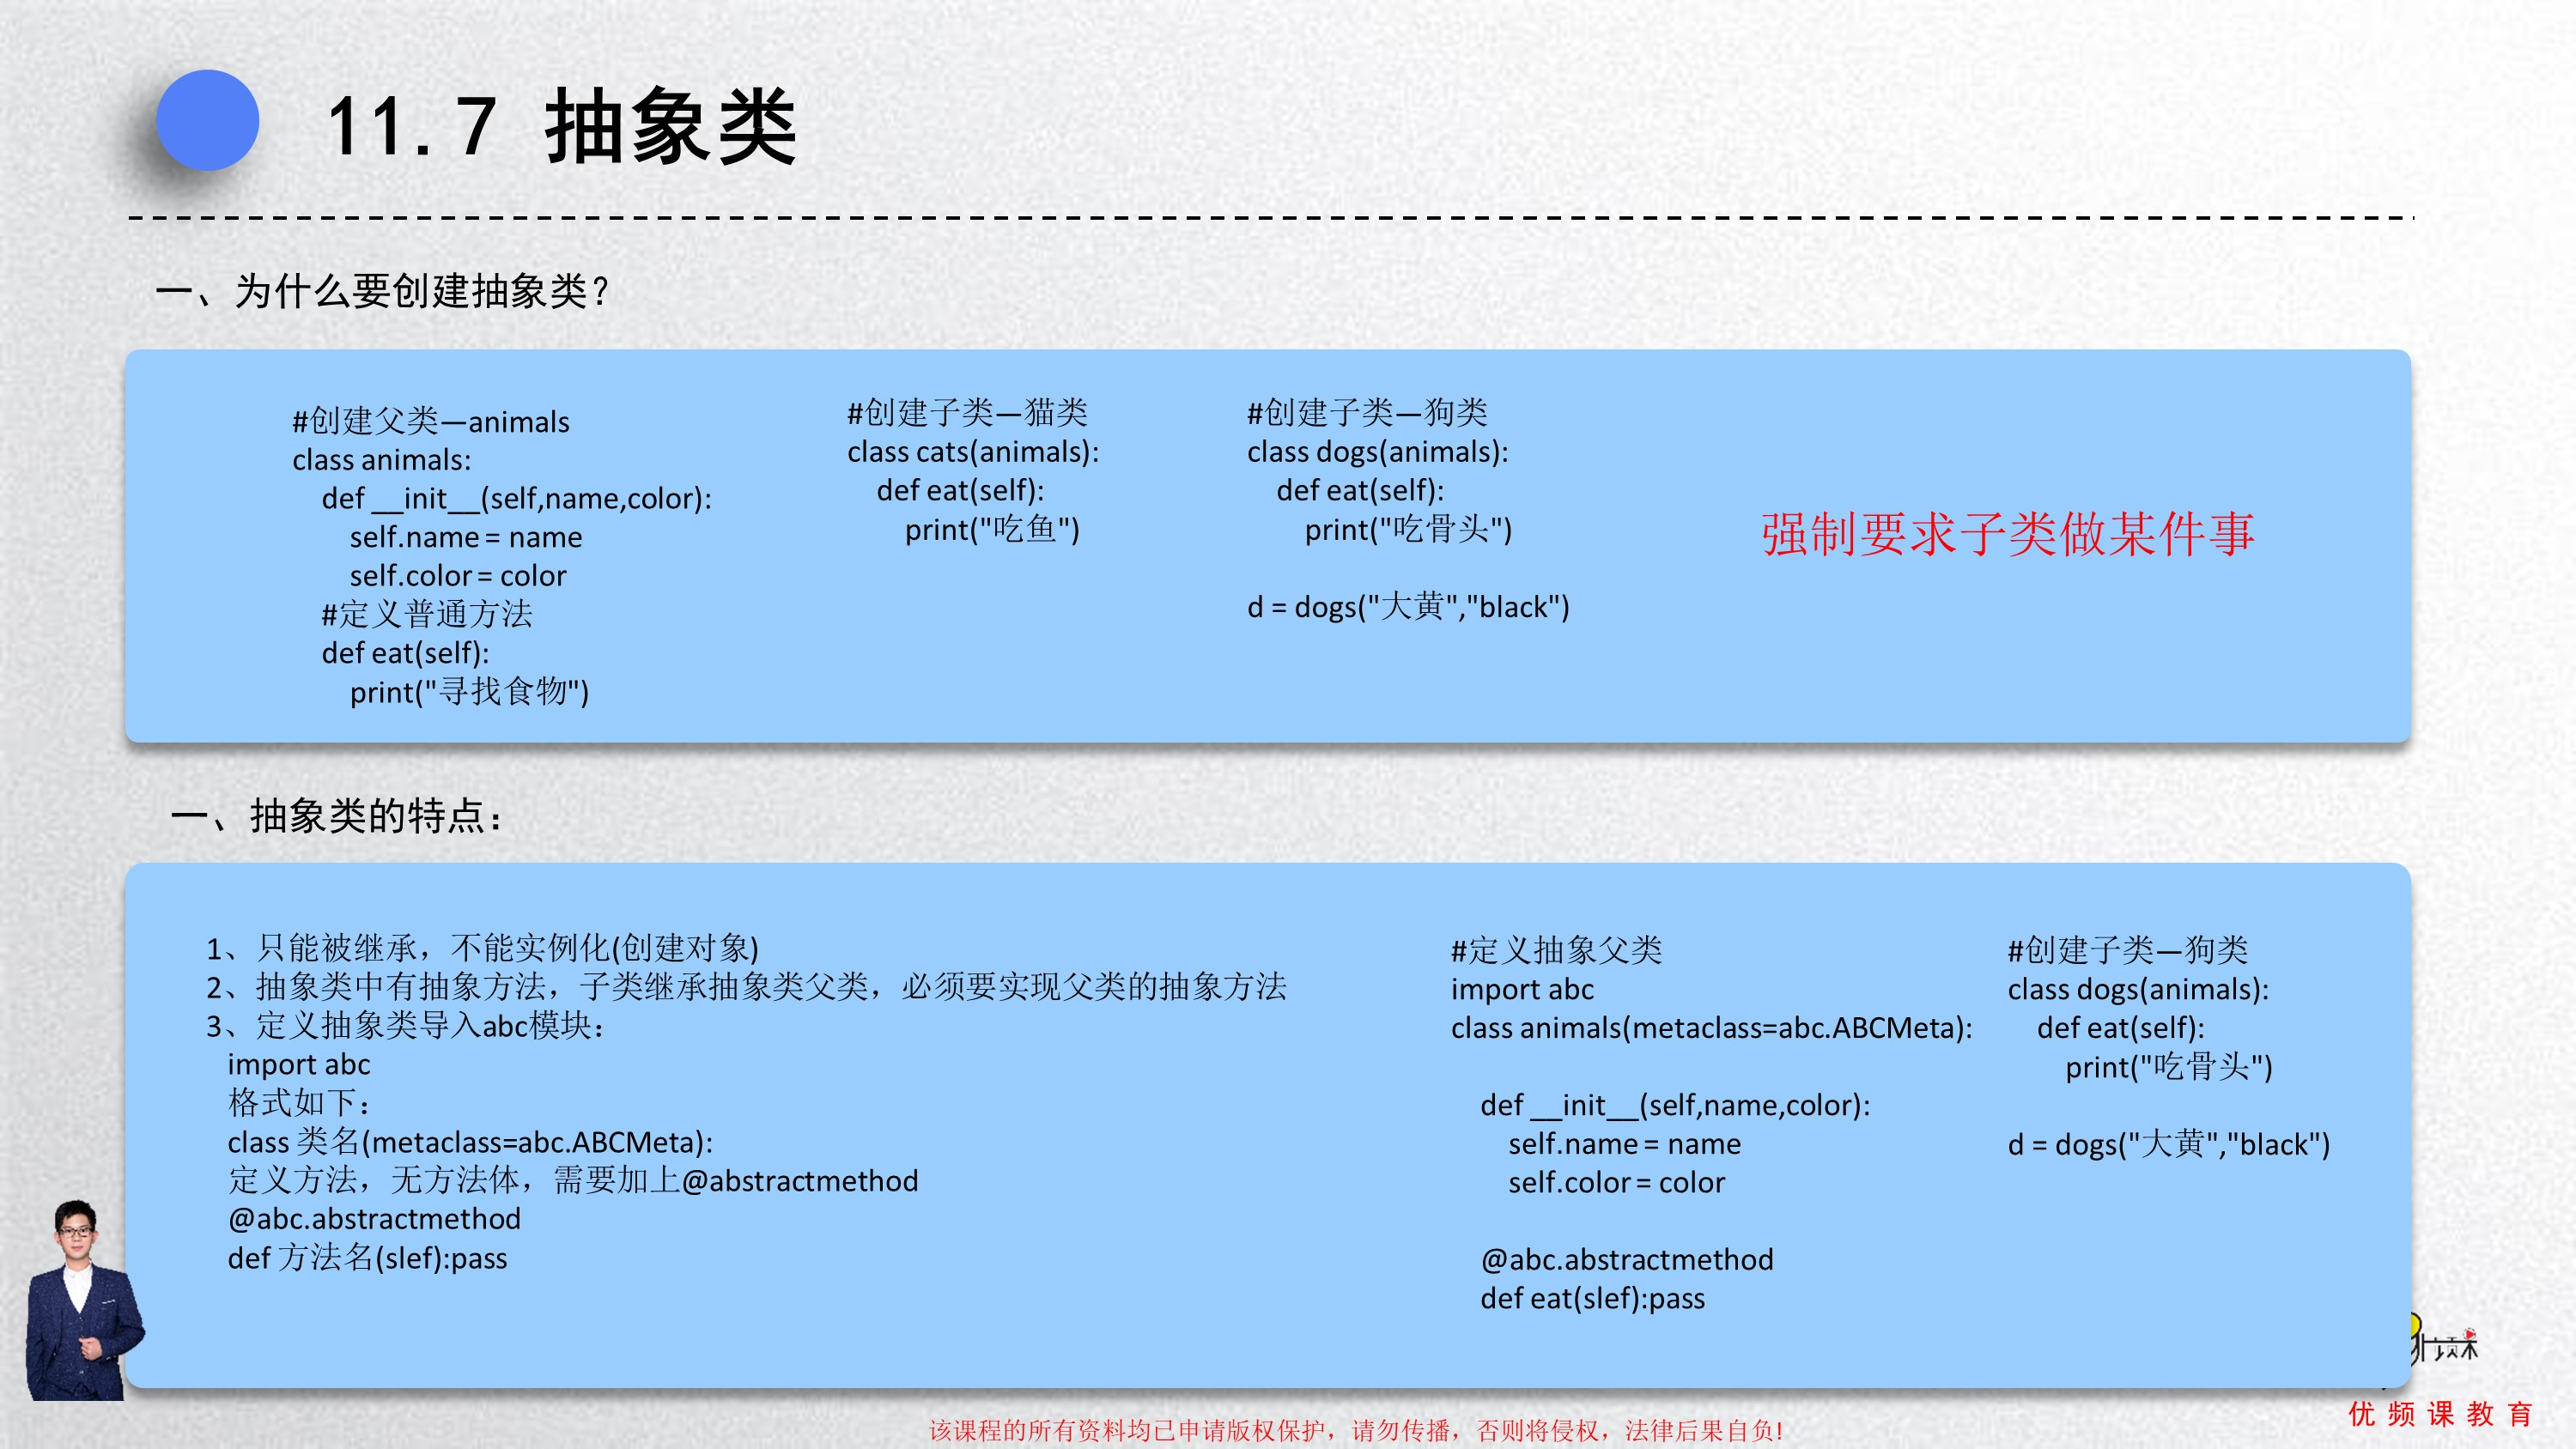 11.7 抽象类
一、为什么要创建抽象类?
#创建父类—animals
class animals:
def __init__(self,name,color):
self.name = name
self.color = color
#定义普通方法
def eat(self):
print("寻找食物")
#创建子类—猫类
class cats(animals):
def eat(self):
print("吃鱼")
#创建子类—狗类
class dogs(animals):
def eat(self):
print("吃骨头")
d = dogs("大黄","black")
强制要求子类做某件事
一、抽象类的特点：
1、只能被继承，不能实例化(创建对象)
2、抽象类中有抽象方法，子类继承抽象类父类，必须要实现父类的抽象方法
3、定义抽象类导入abc模块：
import abc
格式如下：
class 类名(metaclass=abc.ABCMeta):
定义方法，无方法体，需要加上@abstractmethod
@abc.abstractmethod
def 方法名(slef):pass
#定义抽象父类
import abc
class animals(metaclass=abc.ABCMeta):
def __init__(self,name,color):
self.name = name
self.color = color
@abc.abstractmethod
def eat(slef):pass
#创建子类—狗类
class dogs(animals):
def eat(self):
print("吃骨头")
d = dogs("大黄","black")
优频课教育
该课程的所有资料均已申请版权保护，请勿传播，否则将侵权，法律后果自负!